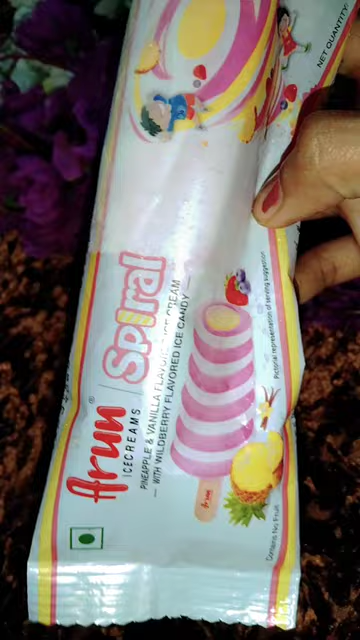 Arun®
ICECREAMS
Spiral
PINEAPPLE & VANILLA FLAVOURED ICE CREAM
— WITH WILDBERRY FLAVORED ICE CANDY —
Pictorial representation of serving suggestion
Contains No Fruit
NET QUANTITY:
Arun